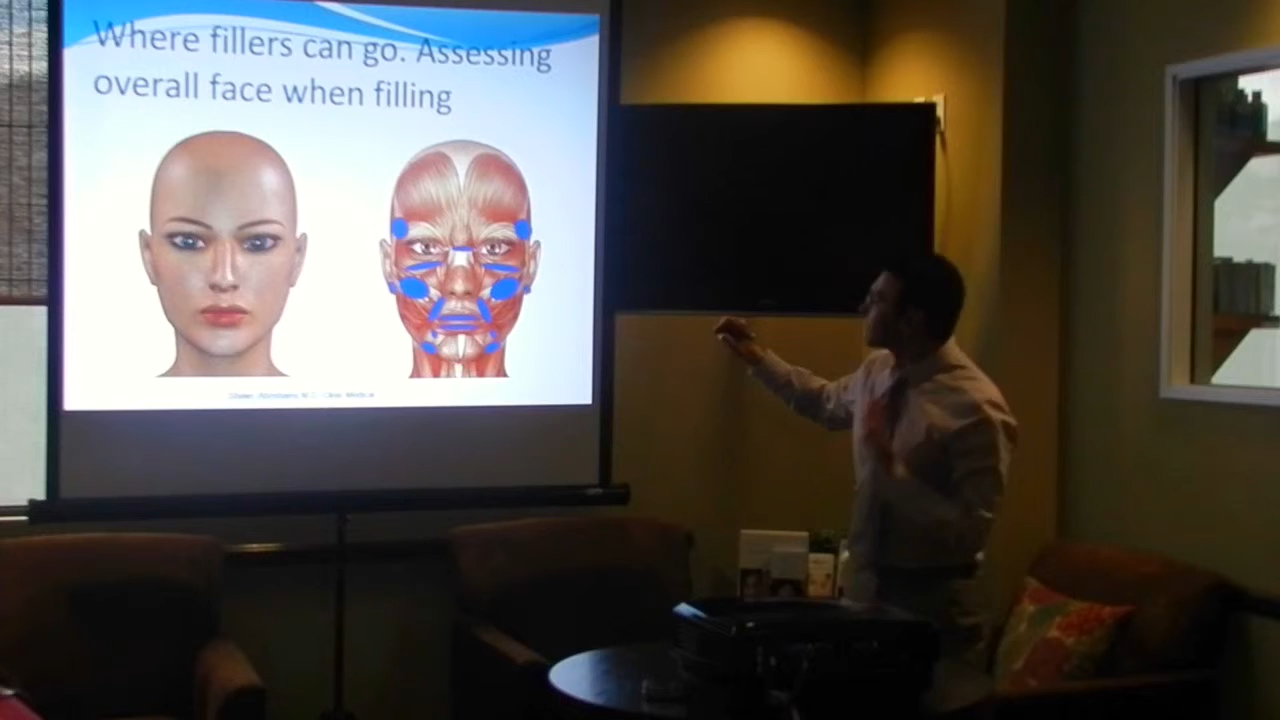 Where fillers can go. Assessing
overall face when filling